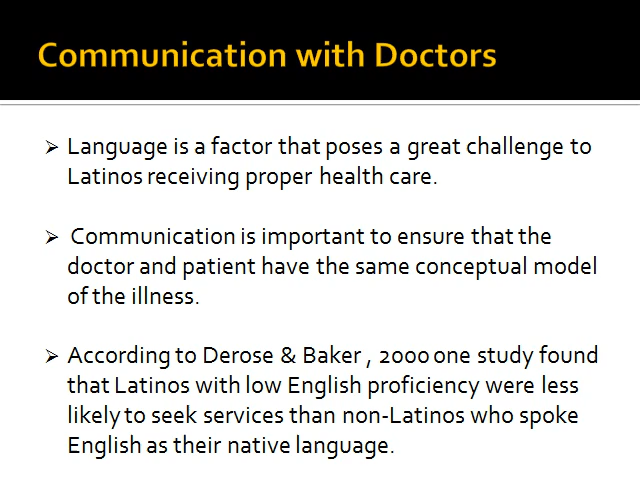 Communication with Doctors
➢ Language is a factor that poses a great challenge to
Latinos receiving proper health care.
➢ Communication is important to ensure that the
doctor and patient have the same conceptual model
of the illness.
➢ According to Derose & Baker , 2000 one study found
that Latinos with low English proficiency were less
likely to seek services than non-Latinos who spoke
English as their native language.